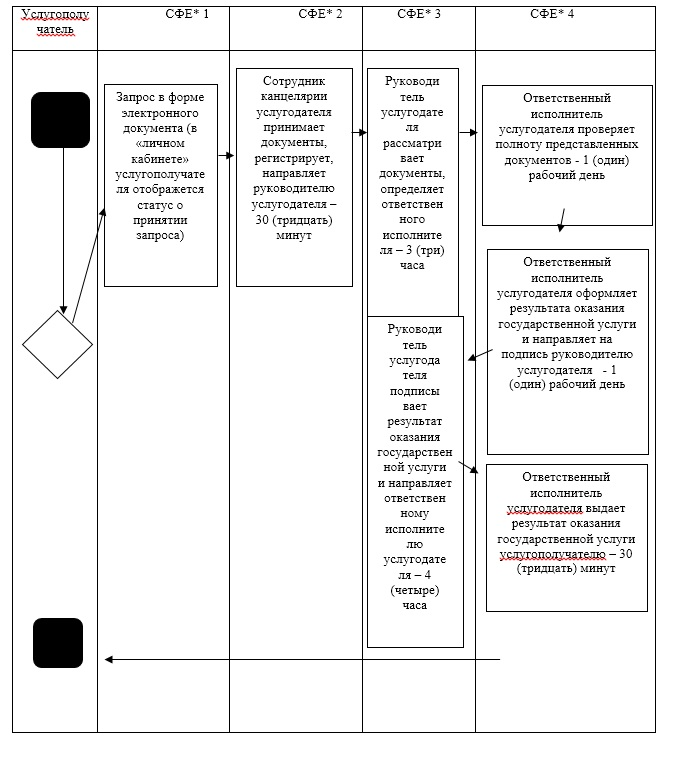 Услугополу
чатель
СФЕ* 1
СФЕ* 2
СФЕ* 3
СФЕ* 4
Запрос в форме
электронного
документа (в
«личном
кабинете»
услугополучате
ля отображется
статус о
принятии
запроса)
Сотрудник
канцелярии
услугодателя
принимает
документы,
регистрирует,
направляет
руководителю
услугодателя –
30 (тридцать)
минут
Руководи
тель
услугодате
ля
рассматри
вает
документы,
определяет
ответствен
ного
исполните
ля – 3 (три)
часа
Ответственный
исполнитель
услугодателя проверяет
полноту представленных
документов - 1 (один)
рабочий день
Ответственный
исполнитель
услугодателя оформляет
результата оказания
государственной услуги
и направляет на
подпись руководителю
услугодателя - 1
(один) рабочий день
Руководи
тель
услугода
теля
подписы
вает
результат
оказания
государствен
ной услуги
и направляет
ответствен
ному
исполните
лю
услугодате
ля – 4
(четыре)
часа
Ответственный
исполнитель
услугодателя выдает
результат оказания
государственной услуги
услугополучателю – 30
(тридцать) минут